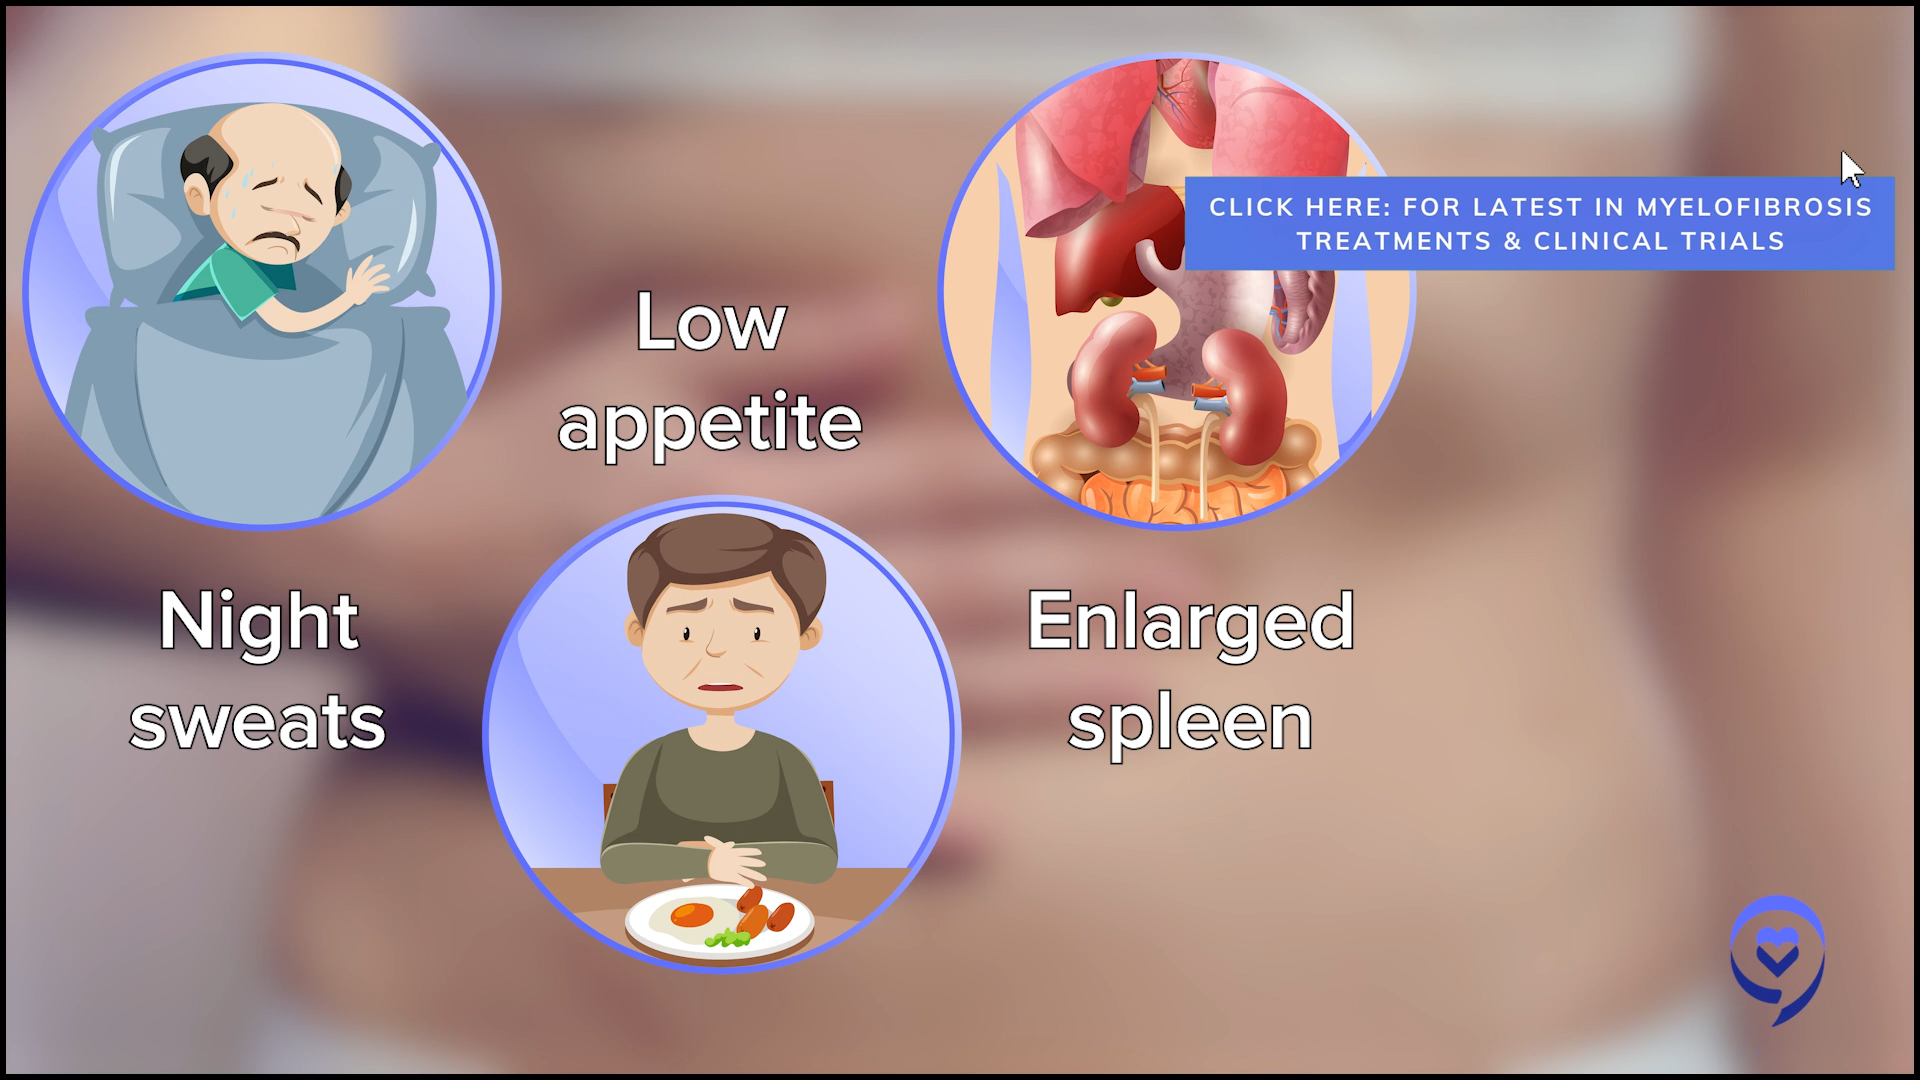 Night
sweats
Low
appetite
Enlarged
spleen
CLICK HERE: FOR LATEST IN MYELOFIBROSIS
TREATMENTS & CLINICAL TRIALS